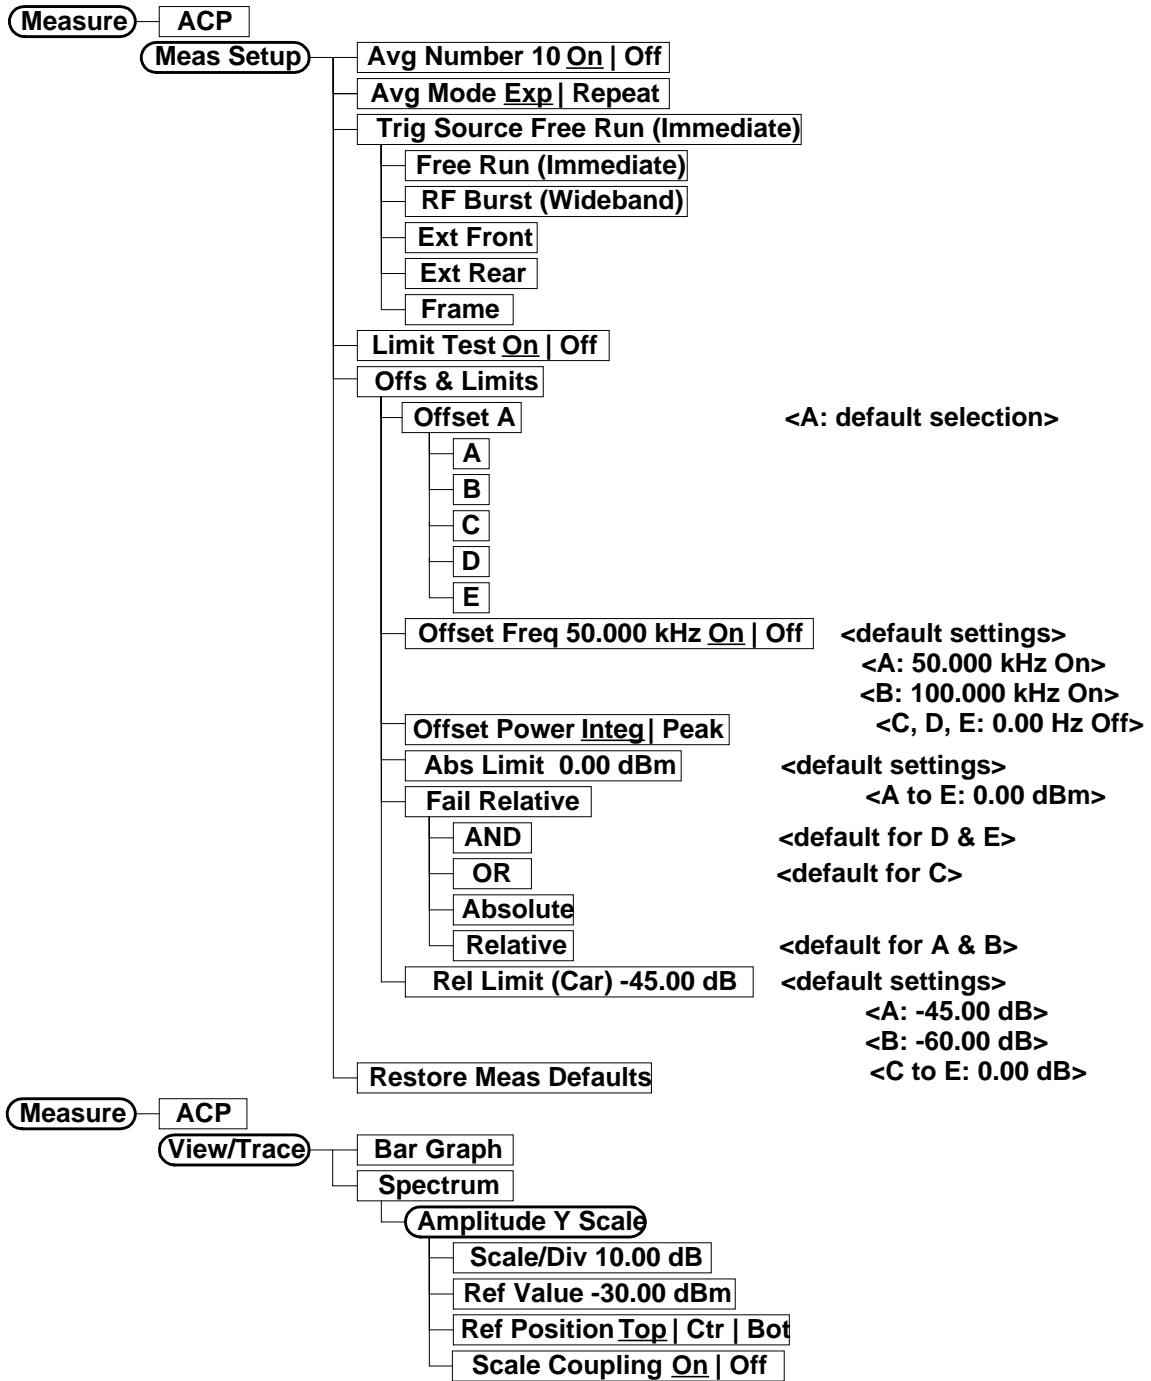 Measure ACP
Meas Setup Avg Number 10 On | Off
Avg Mode Exp | Repeat
Trig Source Free Run (Immediate)
Free Run (Immediate)
RF Burst (Wideband)
Ext Front
Ext Rear
Frame
Limit Test On | Off
Offs & Limits
Offset A <A: default selection>
A
B
C
D
E
Offset Freq 50.000 kHz On | Off <default settings>
<A: 50.000 kHz On>
<B: 100.000 kHz On>
<C, D, E: 0.00 Hz Off>
Offset Power Integ | Peak
Abs Limit 0.00 dBm <default settings>
<A to E: 0.00 dBm>
Fail Relative
AND <default for D & E>
OR <default for C>
Absolute
Relative <default for A & B>
Rel Limit (Car) -45.00 dB <default settings>
<A: -45.00 dB>
<B: -60.00 dB>
<C to E: 0.00 dB>
Restore Meas Defaults
Measure ACP
View/Trace Bar Graph
Spectrum
Amplitude Y Scale
Scale/Div 10.00 dB
Ref Value -30.00 dBm
Ref Position Top | Ctr | Bot
Scale Coupling On | Off